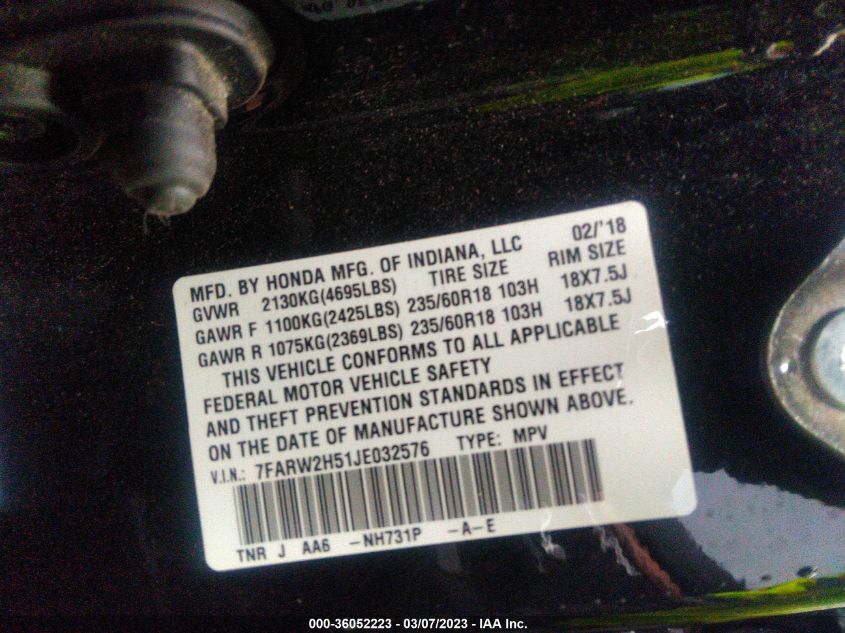 MFD. BY HONDA MFG. OF INDIANA, LLC 02/'18
GVWR 2130KG(4695LBS) TIRE SIZE RIM SIZE
GAWR F 1100KG(2425LBS) 235/60R18 103H 18X7.5J
GAWR R 1075KG(2369LBS) 235/60R18 103H 18X7.5J
THIS VEHICLE CONFORMS TO ALL APPLICABLE
FEDERAL MOTOR VEHICLE SAFETY
AND THEFT PREVENTION STANDARDS IN EFFECT
ON THE DATE OF MANUFACTURE SHOWN ABOVE.
V.I.N.: 7FARW2H51JE032576 TYPE: MPV
TNR J AA6 -NH731P -A-E
000-36052223 - 03/07/2023 - IAA Inc.